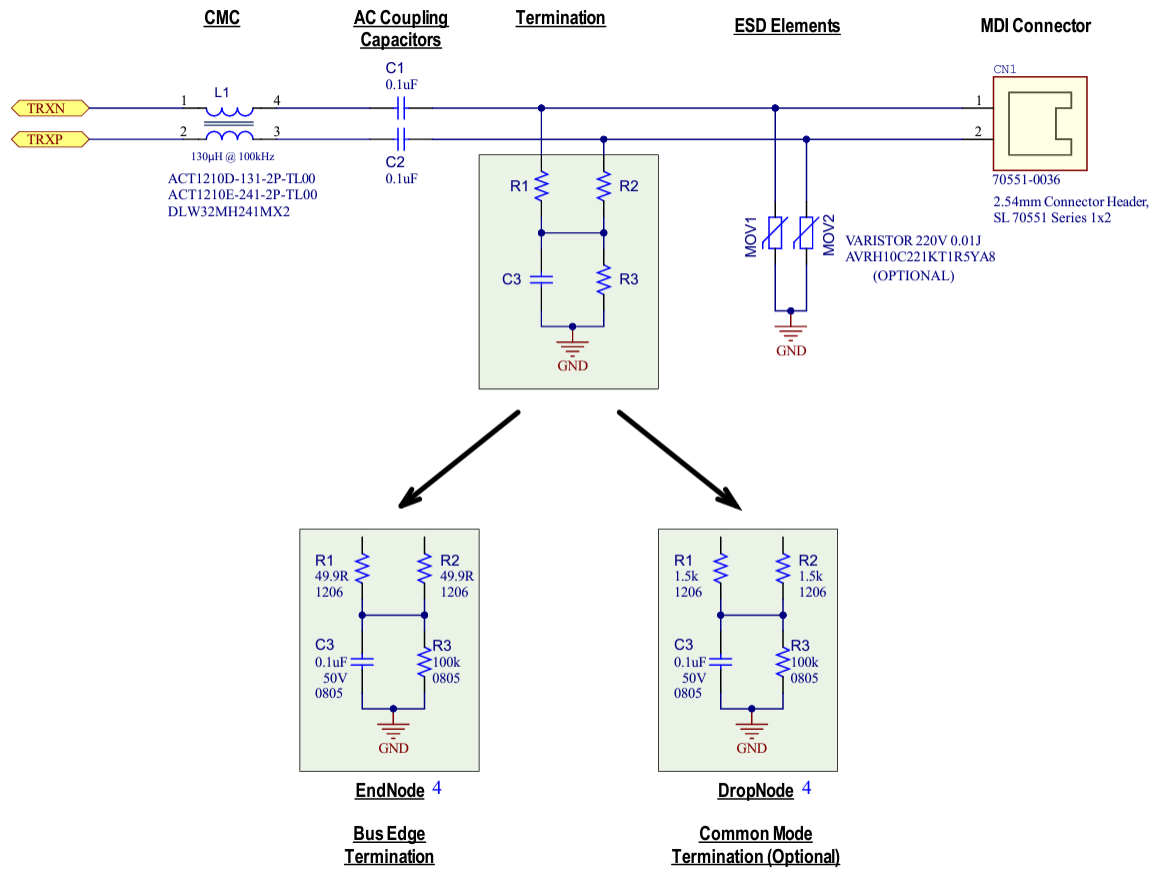 CMC
AC Coupling
Capacitors
Termination
ESD Elements
MDI Connector
TRXN
TRXP
1
L1
4
2
3
130µH @ 100kHz
ACT1210D-131-2P-TL00
ACT1210E-241-2P-TL00
DLW32MH241MX2
C1
0.1uF
C2
0.1uF
R1
R2
C3
R3
GND
MOV1
MOV2
VARISTOR 220V 0.01J
AVRH10C221KT1R5YA8
(OPTIONAL)
GND
CN1
1
2
70551-0036
2.54mm Connector Header,
SL 70551 Series 1x2
R1
49.9R
1206
R2
49.9R
1206
C3
0.1uF
50V
0805
R3
100k
0805
GND
EndNode 4
Bus Edge
Termination
R1
1.5k
1206
R2
1.5k
1206
C3
0.1uF
50V
0805
R3
100k
0805
GND
DropNode 4
Common Mode
Termination (Optional)